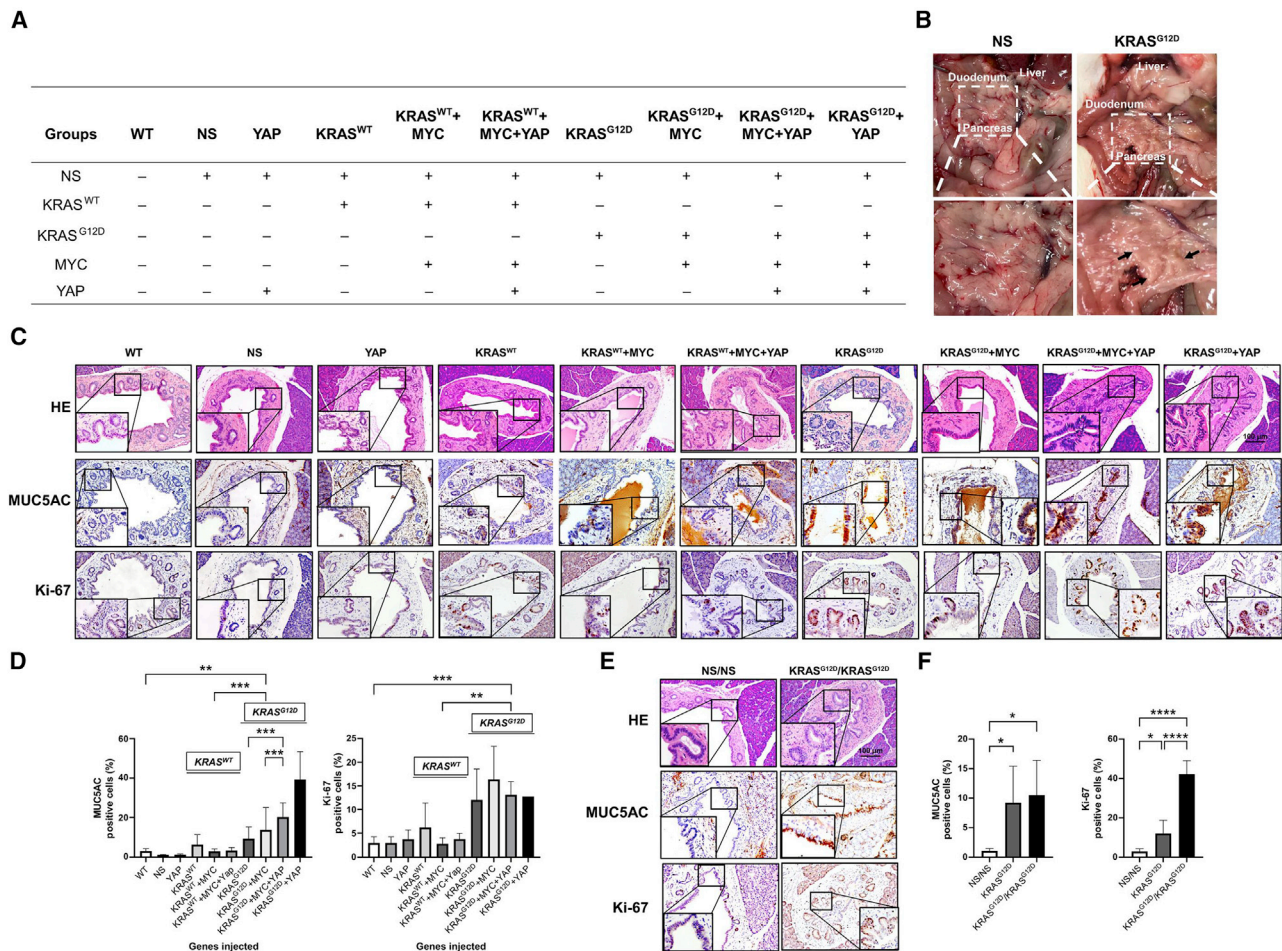 A
Groups WT NS YAP KRASWT KRASWT+ MYC KRASWT+ MYC+YAP KRASG12D KRASG12D+ MYC KRASG12D+ MYC+YAP KRASG12D+ YAP
NS – + + + + + + + + +
KRASWT – – – + + + – – – –
KRASG12D – – – – – – + + + +
MYC – – – – + + – + + +
YAP – – + – – + – – + +
B
NS KRASG12D
Duodenum Liver
Pancreas
Liver
Duodenum
Pancreas
C
WT NS YAP KRASWT KRASWT+MYC KRASWT+MYC+YAP KRASG12D KRASG12D+MYC KRASG12D+MYC+YAP KRASG12D+YAP
HE
100 μm
MUC5AC
Ki-67
D
**
***
KRASG12D
***
***
KRASWT
MUC5AC
positive cells (%)
60
40
20
0
WT
NS
YAP
KRASWT
KRASWT+MYC
KRASWT+MYC+Yap
KRASG12D
KRASG12D+MYC
KRASG12D+MYC+YAP
KRASG12D+YAP
Genes injected
***
**
KRASG12D
KRASWT
Ki-67
positive cells (%)
30
20
10
0
WT
NS
YAP
KRASWT
KRASWT+MYC
KRASWT+MYC+YAP
KRASG12D
KRASG12D+MYC
KRASG12D+MYC+YAP
KRASG12D+YAP
Genes injected
E
NS/NS KRASG12D/KRASG12D
HE
100 μm
MUC5AC
Ki-67
F
*
*
MUC5AC
positive cells (%)
20
15
10
5
0
NS/NS
KRASG12D
KRASG12D/KRASG12D
****
* ****
Ki-67
positive cells (%)
60
40
20
0
NS/NS
KRASG12D
KRASG12D/KRASG12D